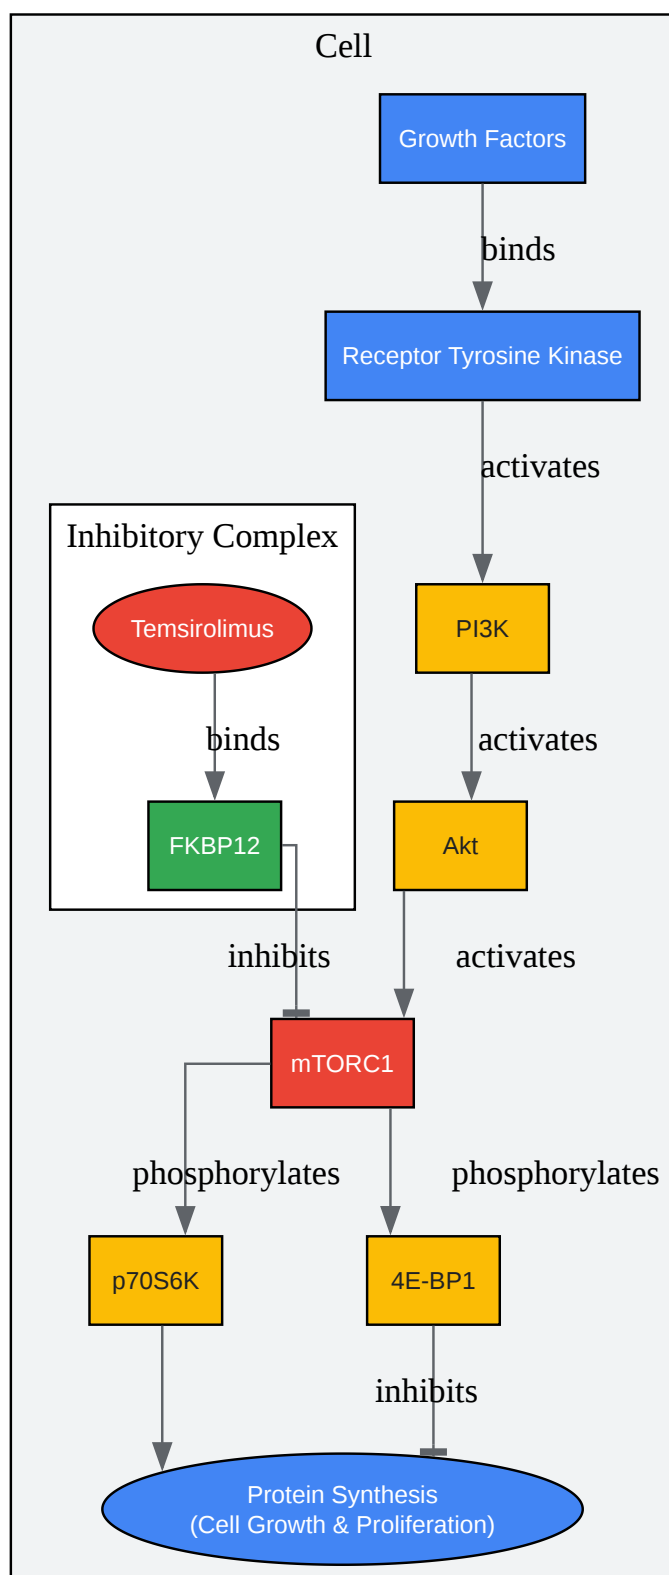 Cell
Growth Factors
binds
Receptor Tyrosine Kinase
activates
Inhibitory Complex
Temsirolimus
PI3K
binds
activates
FKBP12
Akt
inhibits
activates
mTORC1
phosphorylates
phosphorylates
p70S6K
4E-BP1
inhibits
Protein Synthesis
(Cell Growth & Proliferation)